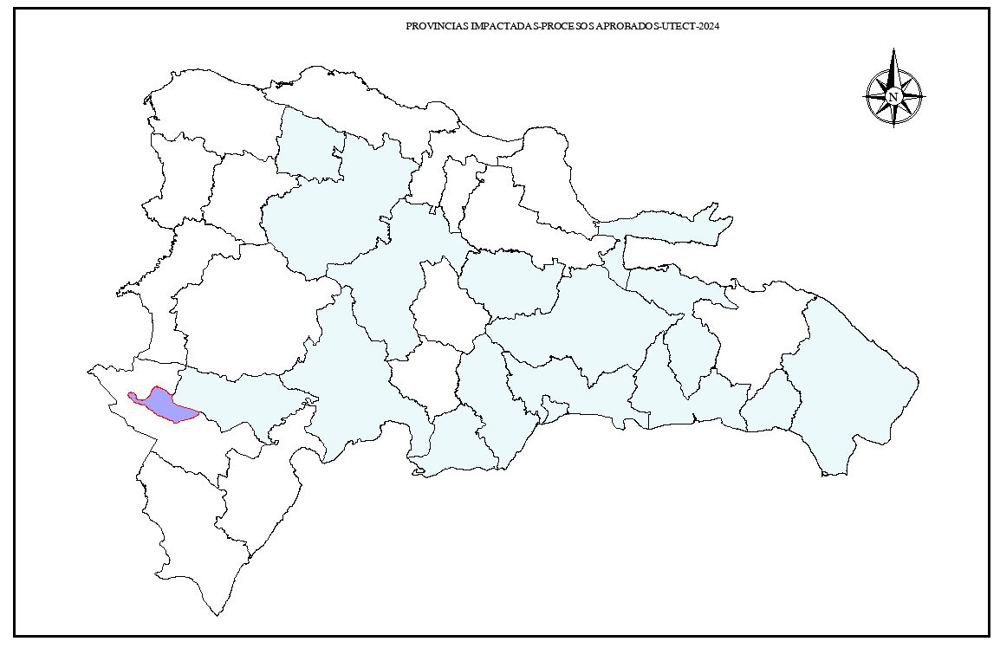 PROVINCIAS IMPACTADAS-PROCESOS APROBADOS-UTECT-2024
N